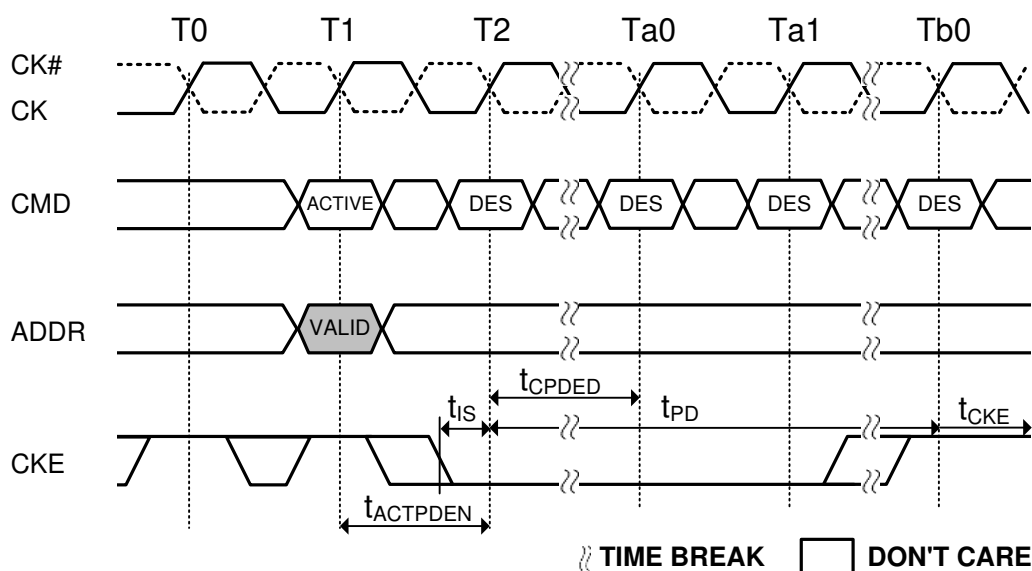 T0 T1 T2 Ta0 Ta1 Tb0
CK#
CK
CMD ACTIVE DES DES DES DES
ADDR VALID
tCPDED
tIS tPD tCKE
CKE
tACTPDEN
TIME BREAK DON'T CARE